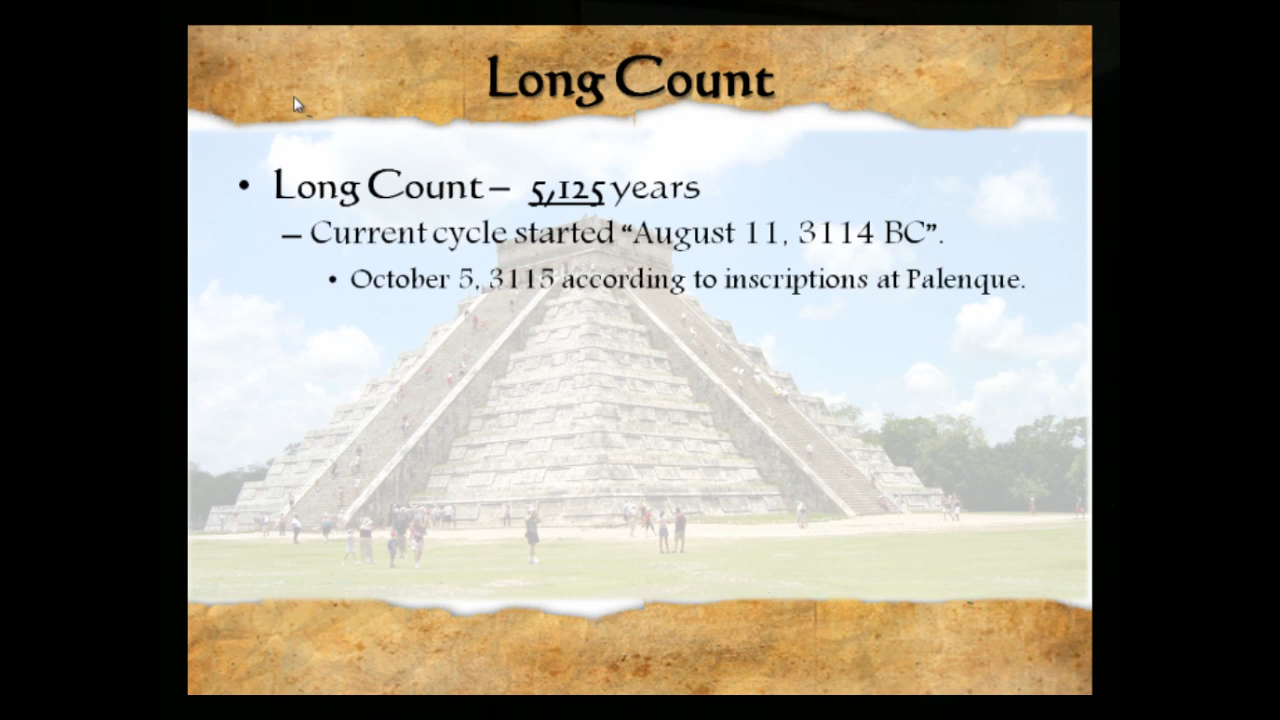 Long Count
• Long Count – 5,125 years
– Current cycle started “August 11, 3114 BC”.
• October 5, 3115 according to inscriptions at Palenque.